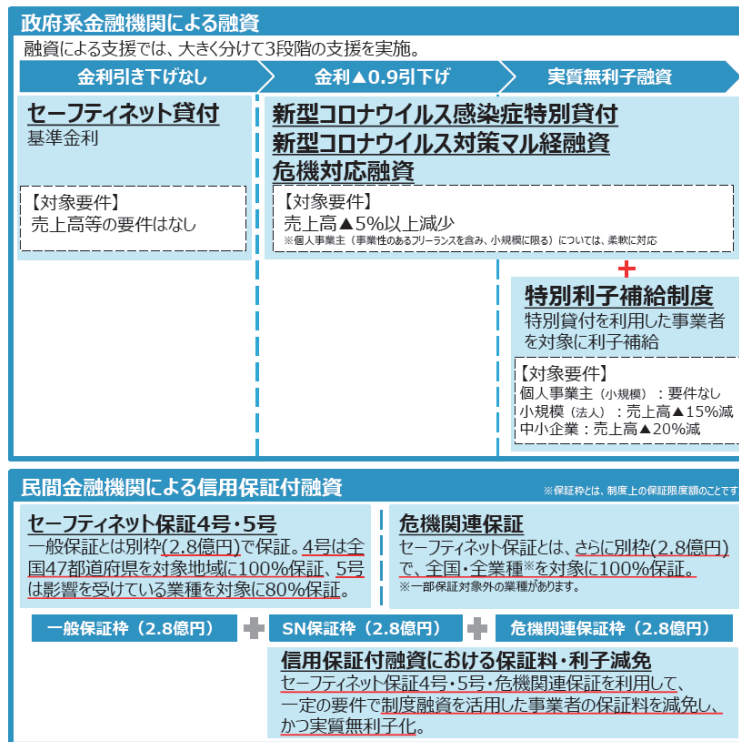 政府系金融機関による融資
融資による支援では、大きく分けて3段階の支援を実施。
金利引き下げなし
金利▲0.9引下げ
実質無利子融資
セーフティネット貸付
基準金利
【対象要件】
売上高等の要件はなし
新型コロナウイルス感染症特別貸付
新型コロナウイルス対策マル経融資
危機対応融資
【対象要件】
売上高▲5%以上減少
※個人事業主(事業性のあるフリーランスを含み、小規模に限る)については、柔軟に対応
+
特別利子補給制度
特別貸付を利用した事業者
を対象に利子補給
【対象要件】
個人事業主(小規模):要件なし
小規模(法人):売上高▲15%減
中小企業:売上高▲20%減
民間金融機関による信用保証付融資
※保証枠とは、制度上の保証限度額のことです
セーフティネット保証4号・5号
一般保証とは別枠(2.8億円)で保証。4号は全
国47都道府県を対象地域に100%保証、5号
は影響を受けている業種を対象に80%保証。
危機関連保証
セーフティネット保証とは、さらに別枠(2.8億円)
で、全国・全業種※を対象に100%保証。
※一部保証対象外の業種があります。
一般保証枠(2.8億円)
+
SN保証枠(2.8億円)
+
危機関連保証枠(2.8億円)
信用保証付融資における保証料・利子減免
セーフティネット保証4号・5号・危機関連保証を利用して、
一定の要件で制度融資を活用した事業者の保証料を減免し、
かつ実質無利子化。